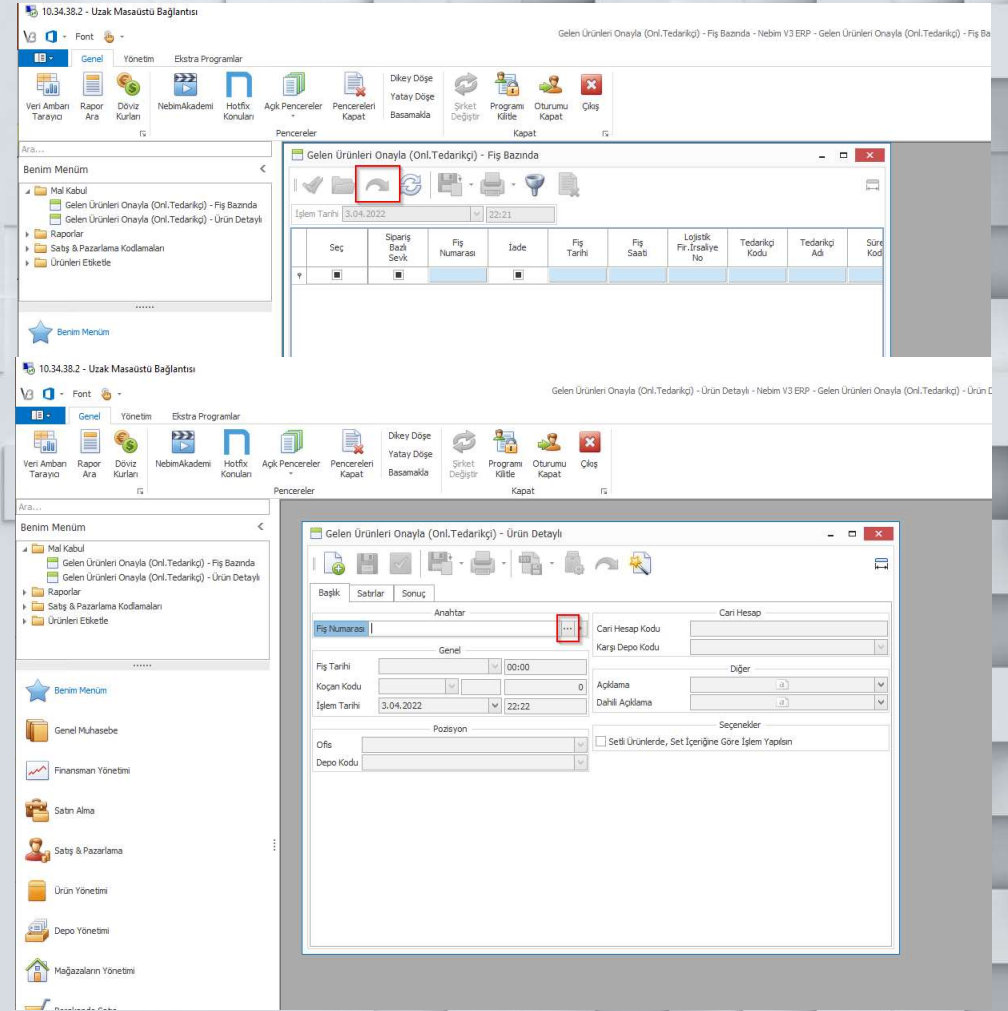 10.34.38.2 - Uzak Masaüstü Bağlantısı
Font
Gelen Ürünleri Onayla (Onl.Tedarikçi) - Fiş Bazında - Nebim V3 ERP - Gelen Ürünleri Onayla (Onl.Tedarikçi) - Fiş Ba
Genel Yönetim Ekstra Programlar
Veri Ambarı Tarayıcı
Rapor Ara
Döviz Kurları
NebimAkademi
Hotfix Konuları
Açık Pencereler
Pencereleri Kapat
Dikey Döşe
Yatay Döşe
Basamakla
Şirket Değiştir
Programı Kilitle
Oturumu Kapat
Çıkış
Pencereler
Kapat
Ara...
Benim Menüm
Mal Kabul
Gelen Ürünleri Onayla (Onl.Tedarikçi) - Fiş Bazında
Gelen Ürünleri Onayla (Onl.Tedarikçi) - Ürün Detaylı
Raporlar
Satış & Pazarlama Kodlamaları
Ürünleri Etiketle
Benim Menüm
Gelen Ürünleri Onayla (Onl.Tedarikçi) - Fiş Bazında
İşlem Tarihi 3.04.2022 22:21
Seç
Sipariş Bazlı Sevk
Fiş Numarası
İade
Fiş Tarihi
Fiş Saati
Lojistik Fir.İrsaliye No
Tedarikçi Kodu
Tedarikçi Adı
Süre Kod
10.34.38.2 - Uzak Masaüstü Bağlantısı
Font
Gelen Ürünleri Onayla (Onl.Tedarikçi) - Ürün Detaylı - Nebim V3 ERP - Gelen Ürünleri Onayla (Onl.Tedarikçi) - Ürün D
Genel Yönetim Ekstra Programlar
Veri Ambarı Tarayıcı
Rapor Ara
Döviz Kurları
NebimAkademi
Hotfix Konuları
Açık Pencereler
Pencereleri Kapat
Dikey Döşe
Yatay Döşe
Basamakla
Şirket Değiştir
Programı Kilitle
Oturumu Kapat
Çıkış
Pencereler
Kapat
Ara...
Benim Menüm
Mal Kabul
Gelen Ürünleri Onayla (Onl.Tedarikçi) - Fiş Bazında
Gelen Ürünleri Onayla (Onl.Tedarikçi) - Ürün Detaylı
Raporlar
Satış & Pazarlama Kodlamaları
Ürünleri Etiketle
Benim Menüm
Genel Muhasebe
Finansman Yönetimi
Satın Alma
Satış & Pazarlama
Ürün Yönetimi
Depo Yönetimi
Mağazaların Yönetimi
Gelen Ürünleri Onayla (Onl.Tedarikçi) - Ürün Detaylı
Başlık Satırlar Sonuç
Anahtar
Fiş Numarası
Genel
Fiş Tarihi 00:00
Koçan Kodu 0
İşlem Tarihi 3.04.2022 22:22
Pozisyon
Ofis
Depo Kodu
Cari Hesap
Cari Hesap Kodu
Karşı Depo Kodu
Diğer
Açıklama
Dahili Açıklama
Seçenekler
Setli Ürünlerde, Set İçeriğine Göre İşlem Yapılsın